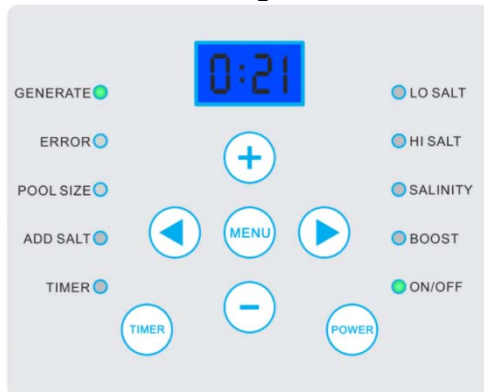 0:21
GENERATE
LO SALT
ERROR
+
HI SALT
POOL SIZE
SALINITY
ADD SALT
MENU
BOOST
TIMER
−
ON/OFF
TIMER
POWER